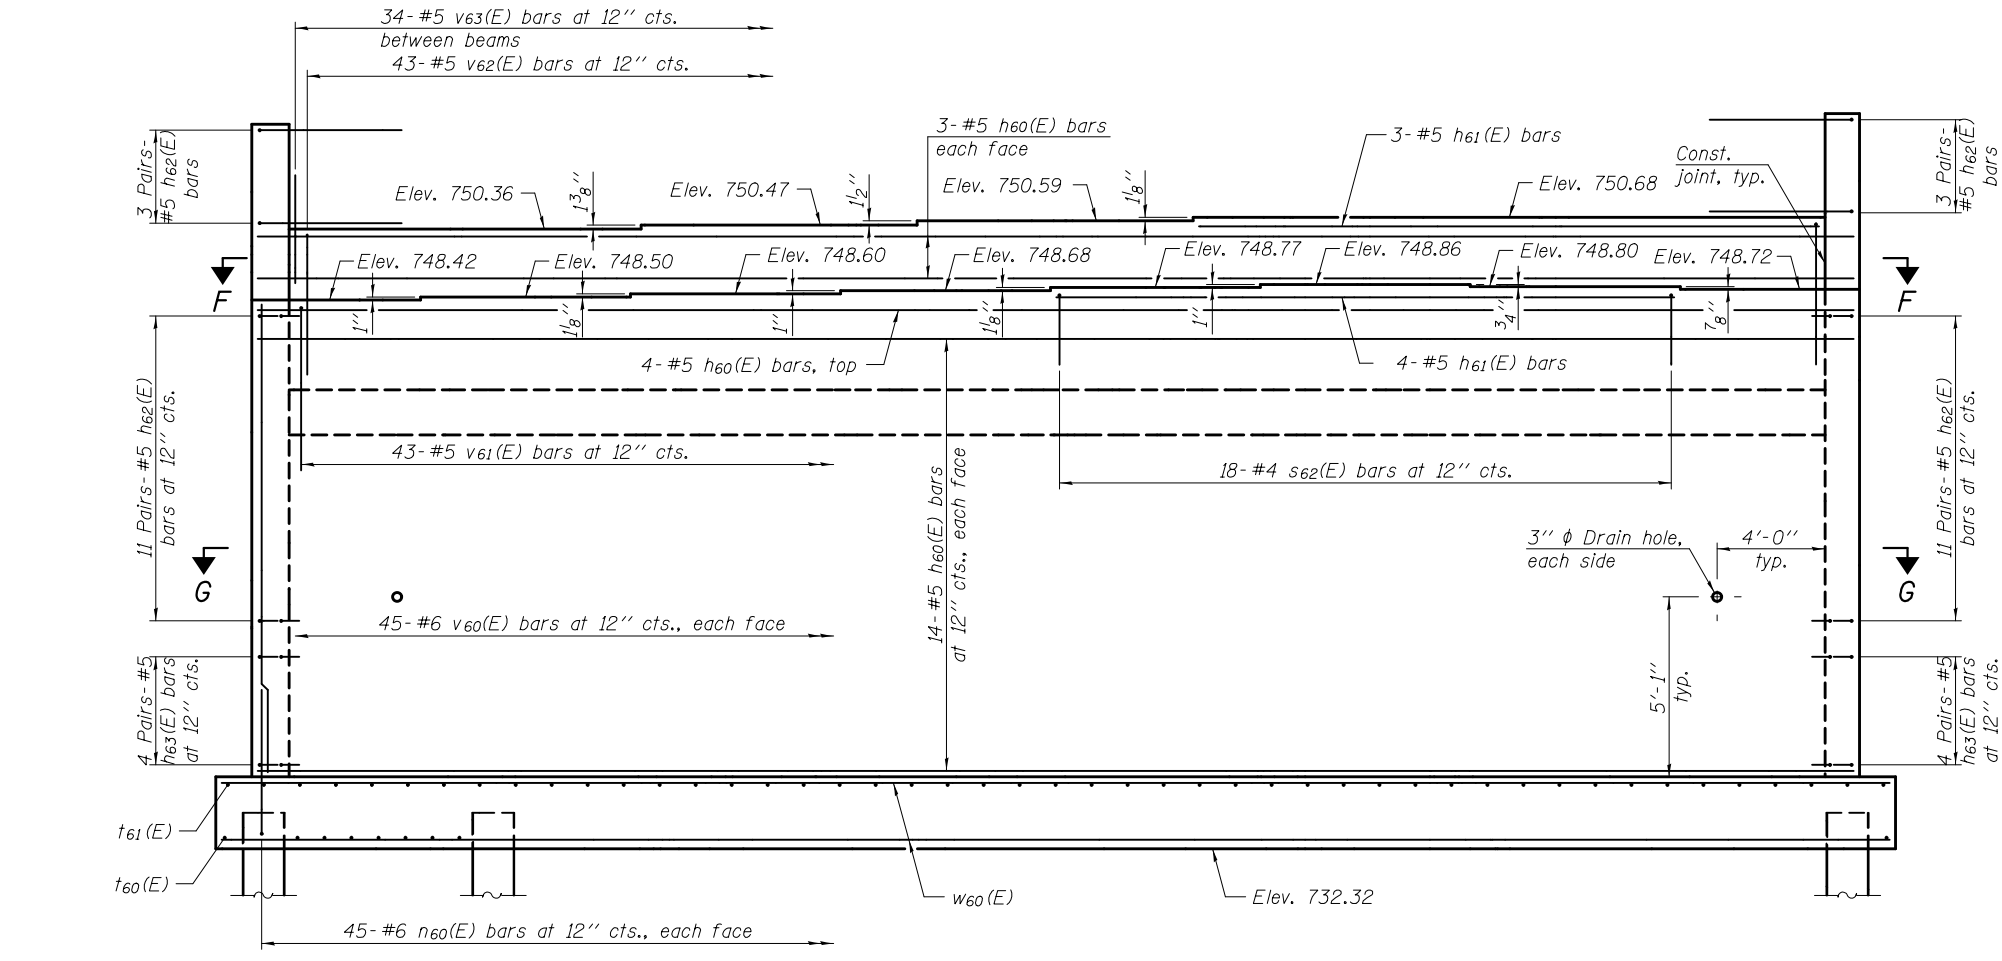 34-#5 v63(E) bars at 12" cts.
between beams
43-#5 v62(E) bars at 12" cts.
3 Pairs-
#5 h62(E)
bars
3-#5 h60(E) bars
each face
3-#5 h61(E) bars
Const.
joint, typ.
3 Pairs-
#5 h62(E)
bars
Elev. 750.36
1 3/8"
Elev. 750.47
1/2"
Elev. 750.59
1 1/8"
Elev. 750.68
F
Elev. 748.42
Elev. 748.50
Elev. 748.60
Elev. 748.68
Elev. 748.77
Elev. 748.86
Elev. 748.80
Elev. 748.72
F
1"
1 1/8"
1"
1 1/8"
1"
3/4"
7/8"
4-#5 h60(E) bars, top
4-#5 h61(E) bars
11 Pairs-#5 h62(E)
bars at 12" cts.
43-#5 v61(E) bars at 12" cts.
14-#5 h60(E) bars
at 12" cts., each face
18-#4 s62(E) bars at 12" cts.
11 Pairs-#5 h62(E)
bars at 12" cts.
3" ϕ Drain hole,
each side
4'-0"
typ.
G
G
45-#6 v60(E) bars at 12" cts., each face
5'-1"
typ.
4 Pairs-#5
h63(E) bars
at 12" cts.
4 Pairs-#5
h63(E) bars
at 12" cts.
t61(E)
t60(E)
w60(E)
Elev. 732.32
45-#6 n60(E) bars at 12" cts., each face